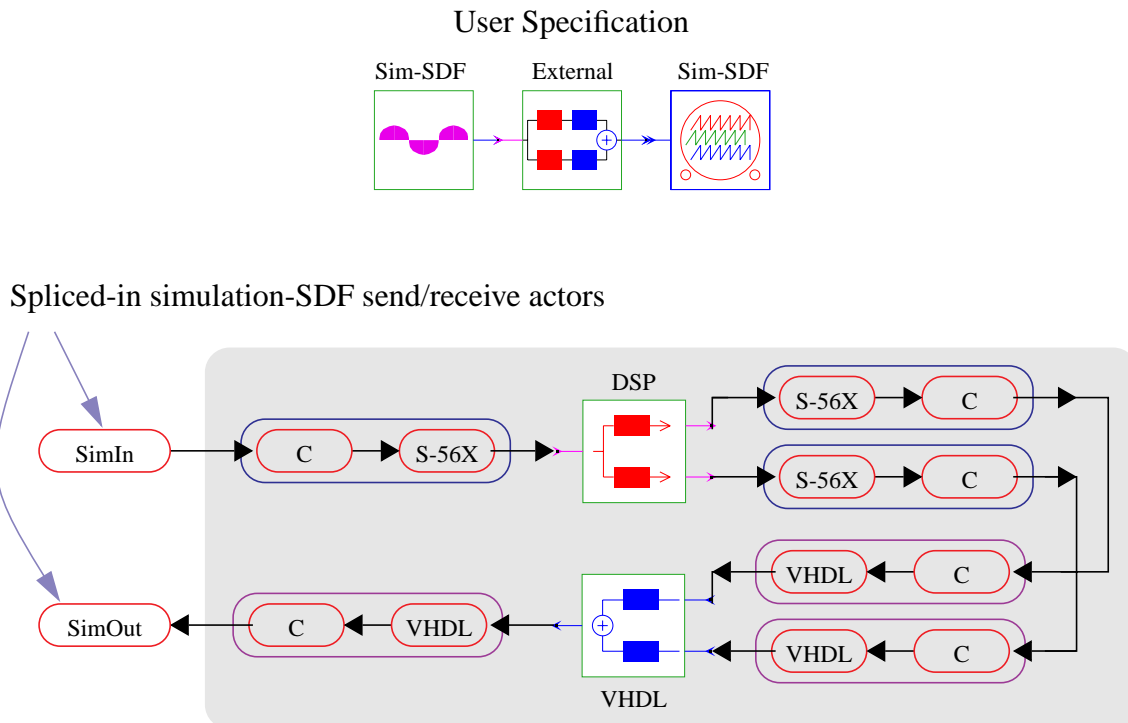 User Specification
Sim-SDF External Sim-SDF
Spliced-in simulation-SDF send/receive actors
DSP
S-56X C
SimIn C S-56X
S-56X C
VHDL C
SimOut C VHDL
VHDL C
VHDL